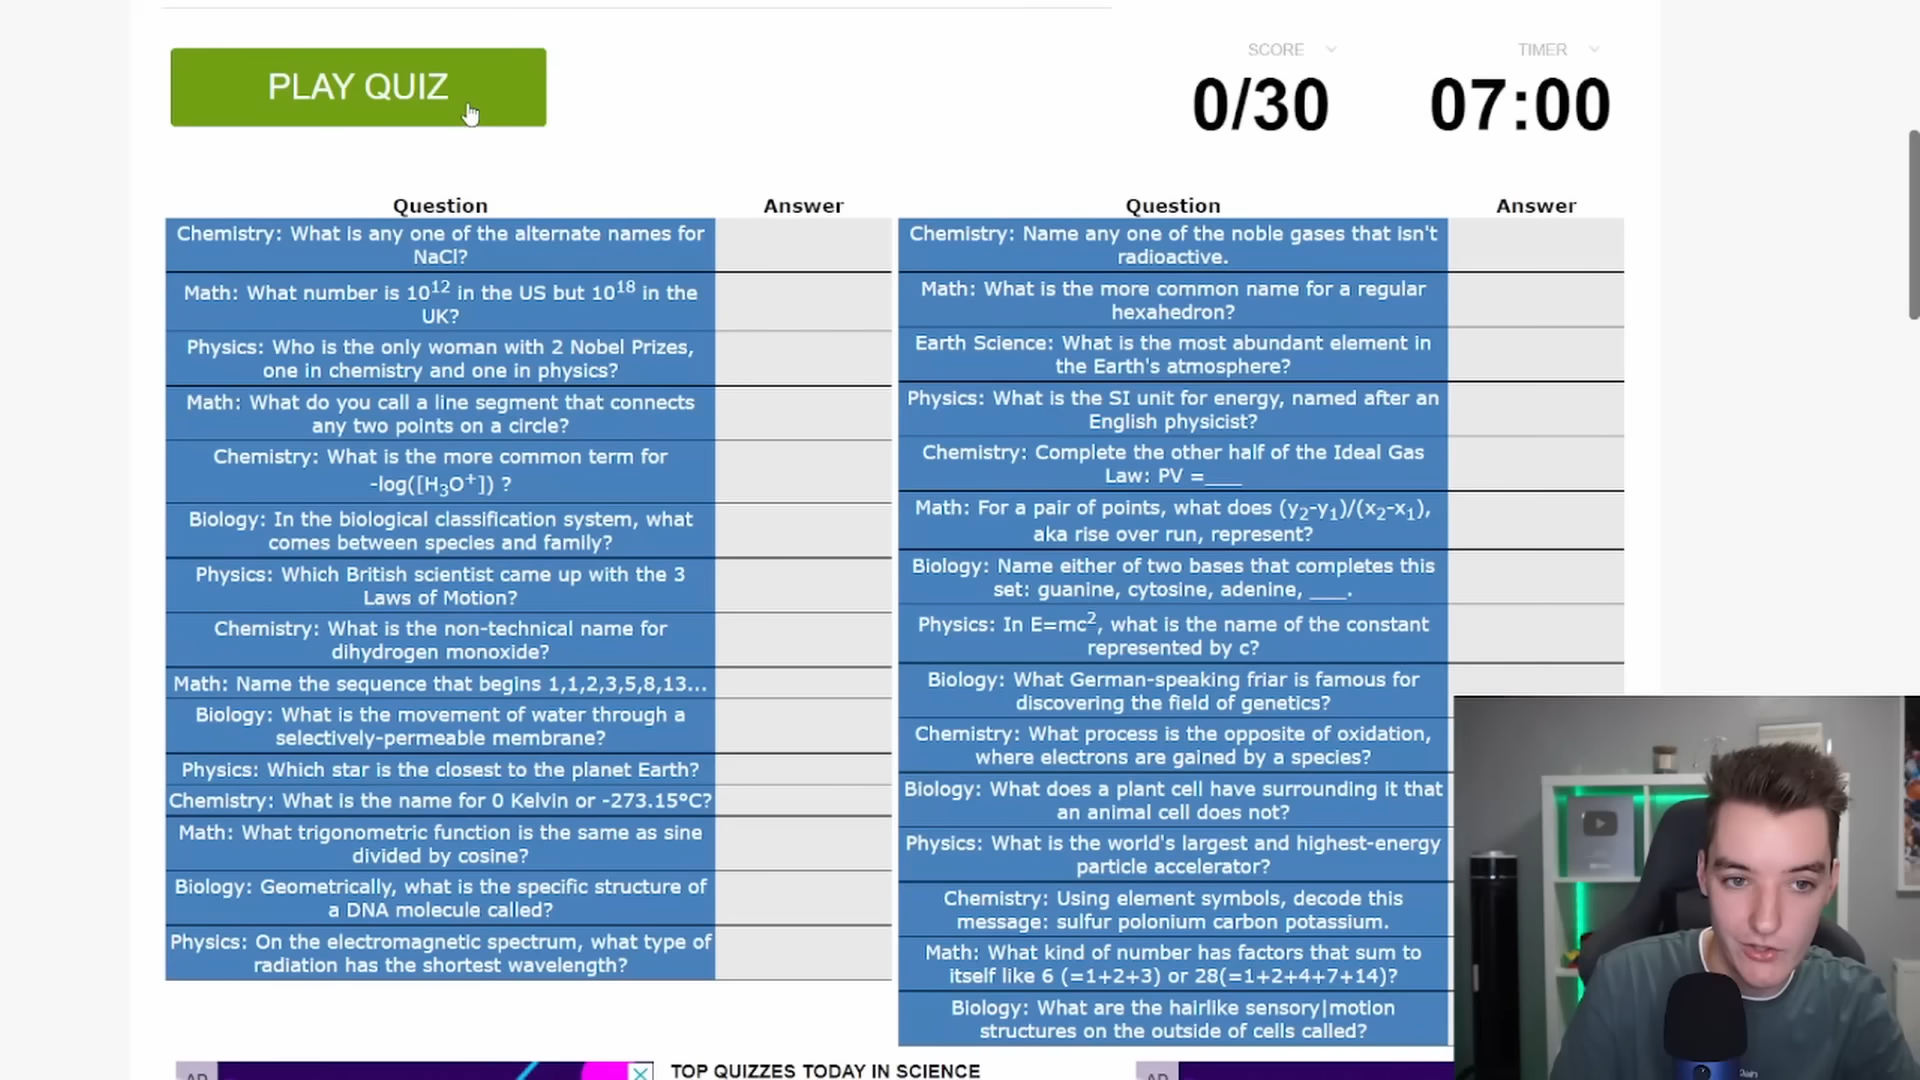 PLAY QUIZ
SCORE
TIMER
0/30
07:00
Question
Answer
Chemistry: What is any one of the alternate names for
NaCl?
Math: What number is 10¹² in the US but 10¹⁸ in the
UK?
Physics: Who is the only woman with 2 Nobel Prizes,
one in chemistry and one in physics?
Math: What do you call a line segment that connects
any two points on a circle?
Chemistry: What is the more common term for
-log([H₃O⁺]) ?
Biology: In the biological classification system, what
comes between species and family?
Physics: Which British scientist came up with the 3
Laws of Motion?
Chemistry: What is the non-technical name for
dihydrogen monoxide?
Math: Name the sequence that begins 1,1,2,3,5,8,13...
Biology: What is the movement of water through a
selectively-permeable membrane?
Physics: Which star is the closest to the planet Earth?
Chemistry: What is the name for 0 Kelvin or -273.15°C?
Math: What trigonometric function is the same as sine
divided by cosine?
Biology: Geometrically, what is the specific structure of
a DNA molecule called?
Physics: On the electromagnetic spectrum, what type of
radiation has the shortest wavelength?
Question
Answer
Chemistry: Name any one of the noble gases that isn't
radioactive.
Math: What is the more common name for a regular
hexahedron?
Earth Science: What is the most abundant element in
the Earth's atmosphere?
Physics: What is the SI unit for energy, named after an
English physicist?
Chemistry: Complete the other half of the Ideal Gas
Law: PV =___
Math: For a pair of points, what does (y₂-y₁)/(x₂-x₁),
aka rise over run, represent?
Biology: Name either of two bases that completes this
set: guanine, cytosine, adenine, ___.
Physics: In E=mc², what is the name of the constant
represented by c?
Biology: What German-speaking friar is famous for
discovering the field of genetics?
Chemistry: What process is the opposite of oxidation,
where electrons are gained by a species?
Biology: What does a plant cell have surrounding it that
an animal cell does not?
Physics: What is the world's largest and highest-energy
particle accelerator?
Chemistry: Using element symbols, decode this
message: sulfur polonium carbon potassium.
Math: What kind of number has factors that sum to
itself like 6 (=1+2+3) or 28(=1+2+4+7+14)?
Biology: What are the hairlike sensory|motion
structures on the outside of cells called?
AD
TOP QUIZZES TODAY IN SCIENCE
AD